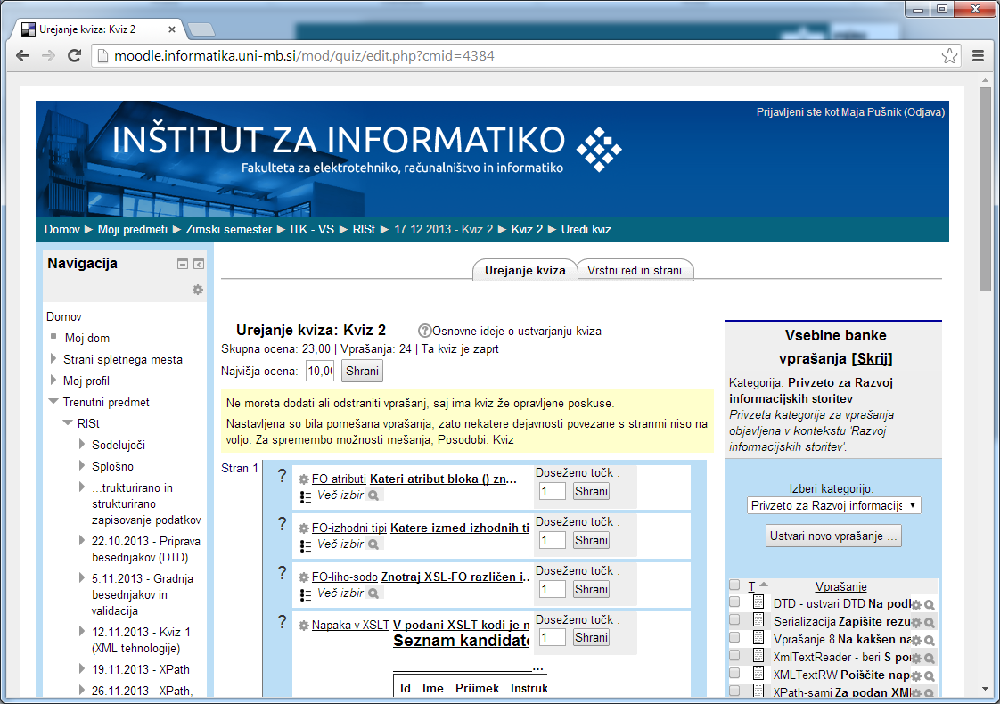 Urejanje kviza: Kviz 2
moodle.informatika.uni-mb.si/mod/quiz/edit.php?cmid=4384
Prijavljeni ste kot Maja Pušnik (Odjava)
INŠTITUT ZA INFORMATIKO
Fakulteta za elektrotehniko, računalništvo in informatiko
Domov ► Moji predmeti ► Zimski semester ► ITK - VS ► RISt ► 17.12.2013 - Kviz 2 ► Kviz 2 ► Uredi kviz
Navigacija
Domov
Moj dom
Strani spletnega mesta
Moj profil
Trenutni predmet
RISt
Sodelujoči
Splošno
...trukturirano in
strukturirano
zapisovanje podatkov
22.10.2013 - Priprava
besednjakov (DTD)
5.11.2013 - Gradnja
besednjakov in
validacija
12.11.2013 - Kviz 1
(XML tehnologije)
19.11.2013 - XPath
26.11.2013 - XPath,
Urejanje kviza
Vrstni red in strani
Urejanje kviza: Kviz 2
Osnovne ideje o ustvarjanju kviza
Skupna ocena: 23,00 | Vprašanja: 24 | Ta kviz je zaprt
Najvišja ocena: 10,00 Shrani
Ne moreta dodati ali odstraniti vprašanj, saj ima kviz že opravljene poskuse.
Nastavljena so bila pomešana vprašanja, zato nekatere dejavnosti povezane s stranmi niso na
voljo. Za spremembo možnosti mešanja, Posodobi: Kviz
Stran 1
? FO atributi Kateri atribut bloka () zn...
Več izbir
Doseženo točk :
1 Shrani
? FO-izhodni tipi Katere izmed izhodnih ti
Več izbir
Doseženo točk :
1 Shrani
? FO-liho-sodo Znotraj XSL-FO različen i..
Več izbir
Doseženo točk :
1 Shrani
? Napaka v XSLT V podani XSLT kodi je n
Seznam kandidato
...
Id Ime Priimek Instruk
Doseženo točk :
1 Shrani
Vsebine banke
vprašanja [Skrij]
Kategorija: Privzeto za Razvoj
informacijskih storitev
Privzeta kategorija za vprašanja
objavljena v kontekstu 'Razvoj
informacijskih storitev'.
Izberi kategorijo:
Privzeto za Razvoj informacijs
Ustvari novo vprašanje ...
T Vprašanje
DTD - ustvari DTD Na podl
Serializacija Zapišite rezu
Vprašanje 8 Na kakšen na
XmlTextReader - beri S po
XMLTextRW Poiščite nap
XPath-sami Za podan XMl